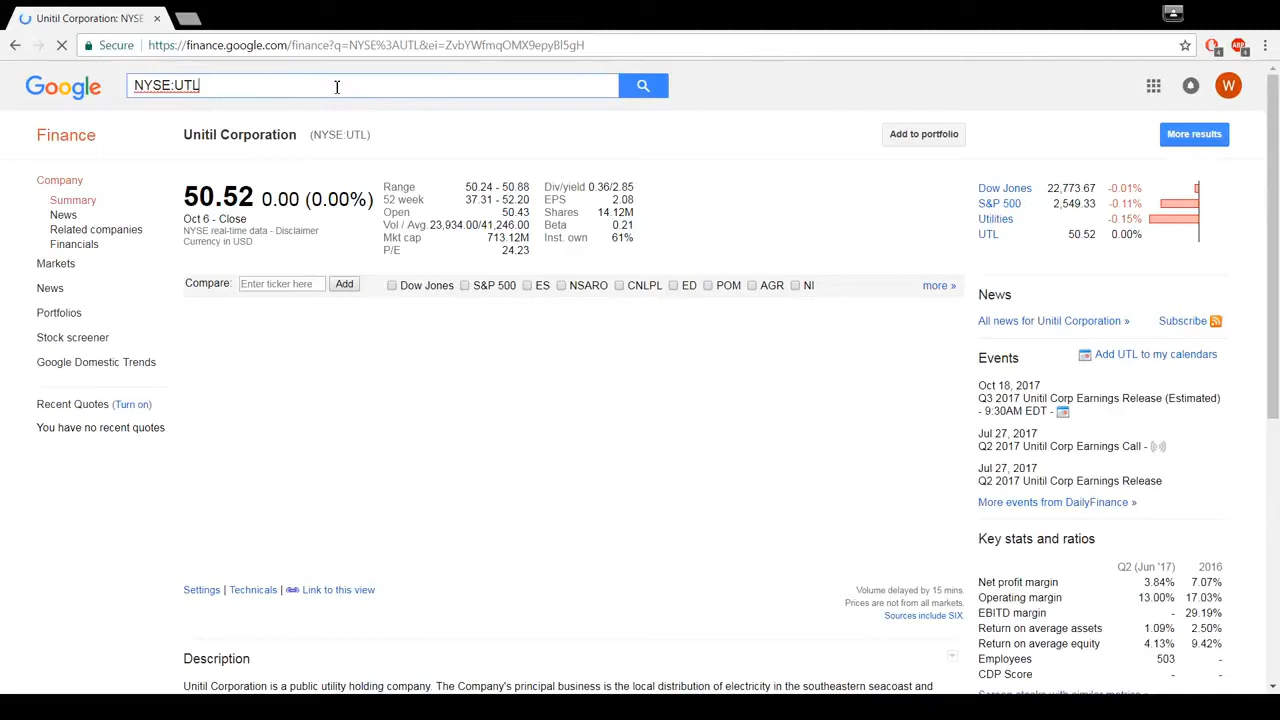 Unitil Corporation: NYSE
Secure https://finance.google.com/finance?q=NYSE%3AUTL&ei=ZvbYWfmqOMX9epyBl5gH
Google NYSE:UTL W
Finance Unitil Corporation (NYSE:UTL) Add to portfolio More results
Company
Summary
News
Related companies
Financials
Markets
News
Portfolios
Stock screener
Google Domestic Trends
Recent Quotes (Turn on)
You have no recent quotes
50.52 0.00 (0.00%)
Oct 6 - Close
NYSE real-time data - Disclaimer
Currency in USD
Range 50.24 - 50.88
52 week 37.31 - 52.20
Open 50.43
Vol / Avg. 23,934.00/41,246.00
Mkt cap 713.12M
P/E 24.23
Div/yield 0.36/2.85
EPS 2.08
Shares 14.12M
Beta 0.21
Inst. own 61%
Compare: Enter ticker here Add Dow Jones S&P 500 ES NSARO CNLPL ED POM AGR NI more »
Settings | Technicals | Link to this view
Volume delayed by 15 mins.
Prices are not from all markets.
Sources include SIX.
Description
Unitil Corporation is a public utility holding company. The Company's principal business is the local distribution of electricity in the southeastern seacoast and
Dow Jones 22,773.67 -0.01%
S&P 500 2,549.33 -0.11%
Utilities -0.15%
UTL 50.52 0.00%
News
All news for Unitil Corporation » Subscribe
Events Add UTL to my calendars
Oct 18, 2017
Q3 2017 Unitil Corp Earnings Release (Estimated)
- 9:30AM EDT -
Jul 27, 2017
Q2 2017 Unitil Corp Earnings Call -
Jul 27, 2017
Q2 2017 Unitil Corp Earnings Release
More events from DailyFinance »
Key stats and ratios
Q2 (Jun '17) 2016
Net profit margin 3.84% 7.07%
Operating margin 13.00% 17.03%
EBITD margin - 29.19%
Return on average assets 1.09% 2.50%
Return on average equity 4.13% 9.42%
Employees 503 -
CDP Score - -
Screen stocks with similar metrics »